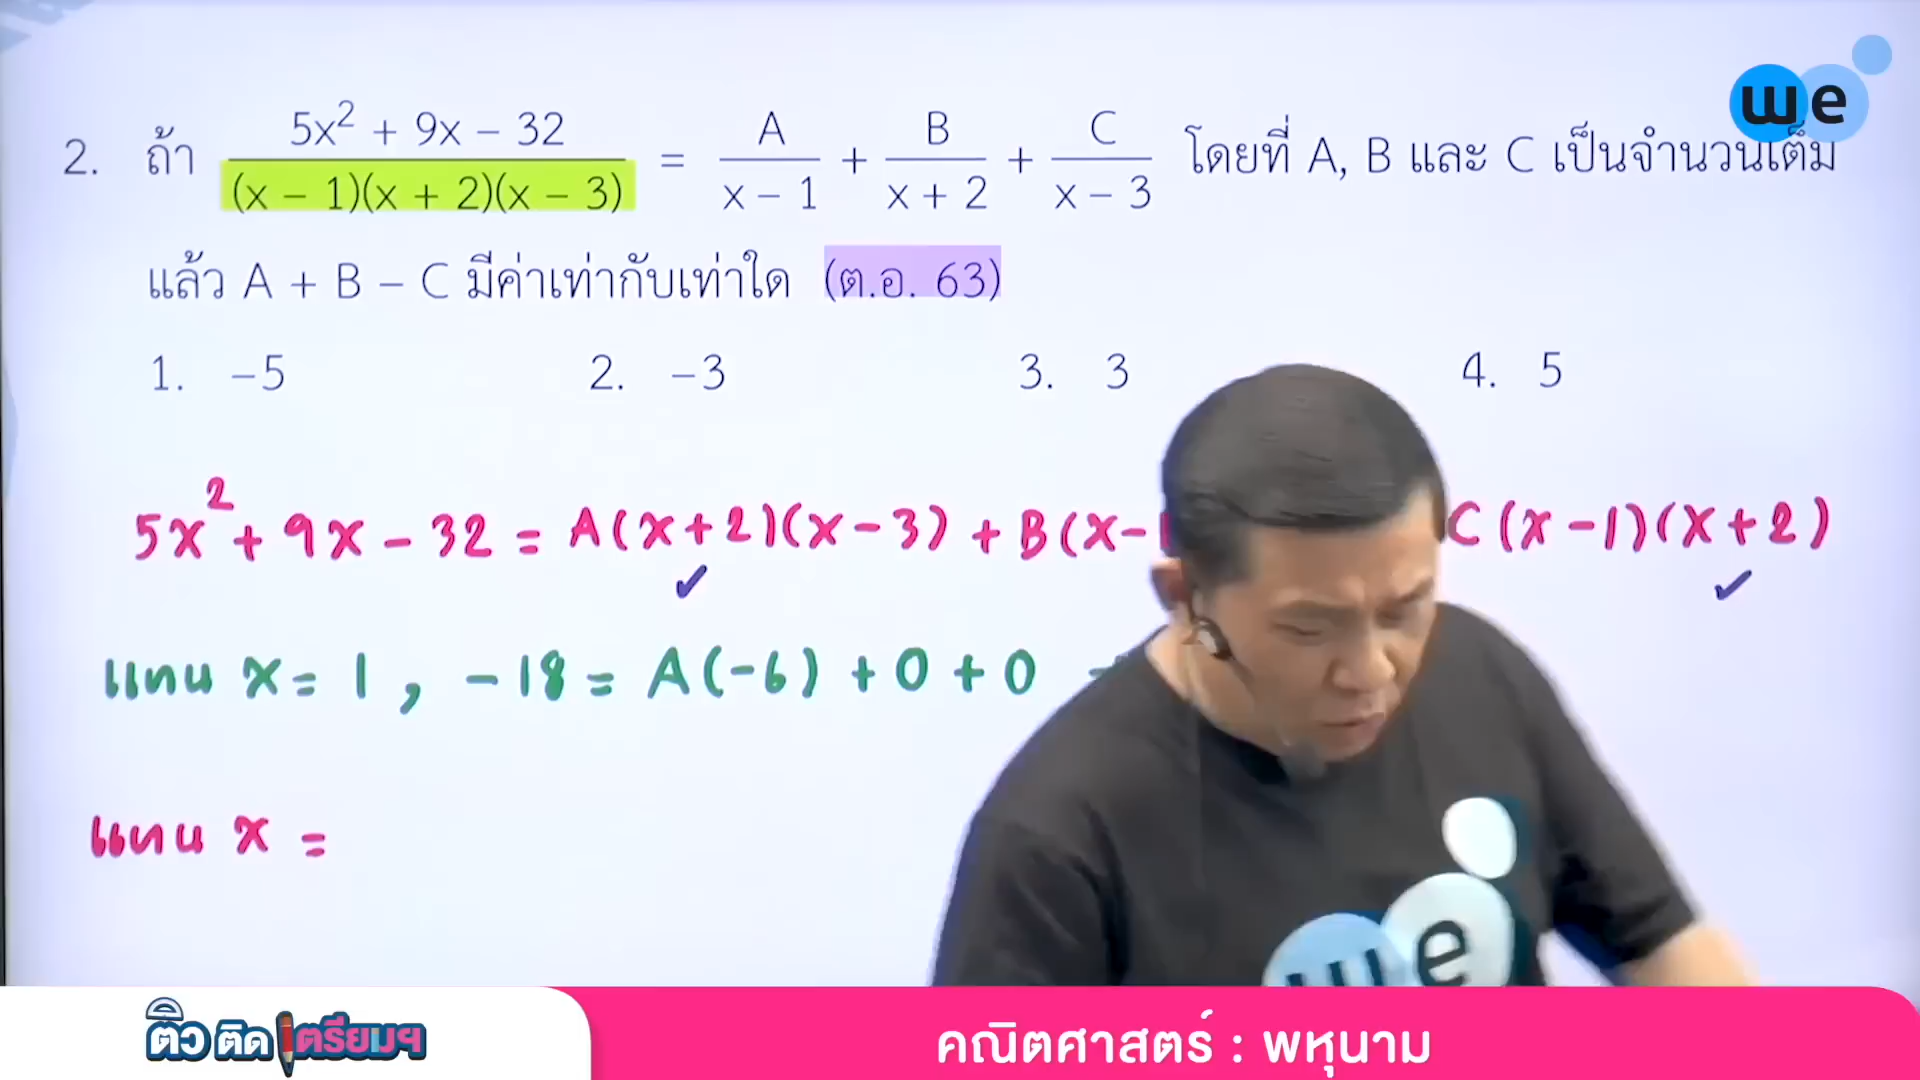 we
2. ถ้า (5x² + 9x – 32)/((x – 1)(x + 2)(x – 3)) = A/(x – 1) + B/(x + 2) + C/(x – 3) โดยที่ A, B และ C เป็นจำนวนเต็ม
แล้ว A + B – C มีค่าเท่ากับเท่าใด (ต.อ. 63)
1. –5 2. –3 3. 3 4. 5
5x² + 9x – 32 = A(x+2)(x–3) + B(x–1 C(x–1)(x+2)
แทน x = 1 , –18 = A(–6) + 0 + 0
แทน x =
we
ติว ติด เตรียมฯ
คณิตศาสตร์ : พหุนาม